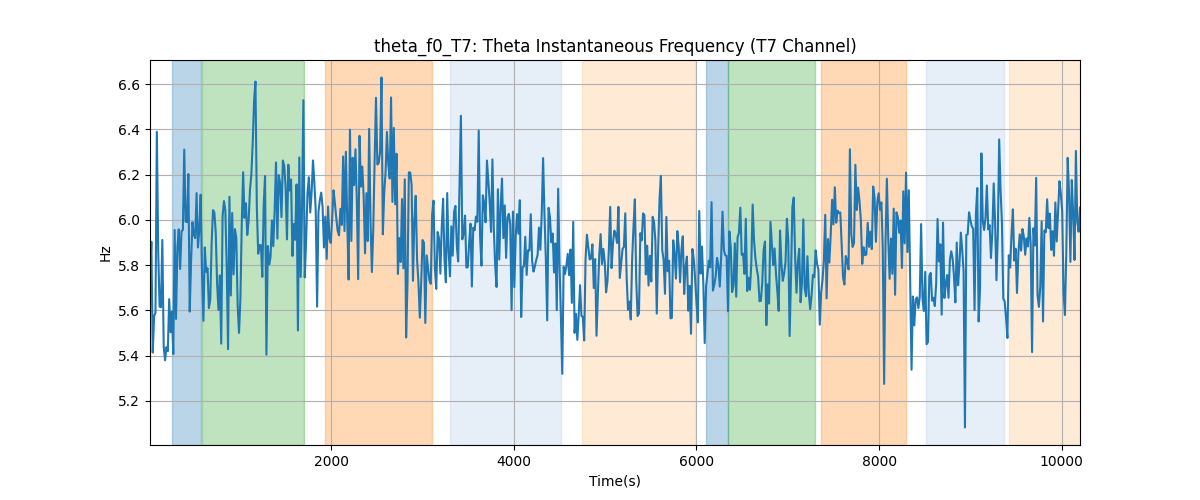 theta_f0_T7: Theta Instantaneous Frequency (T7 Channel)
6.6
6.4
6.2
6.0
5.8
5.6
5.4
5.2
Hz
2000 4000 6000 8000 10000
Time(s)